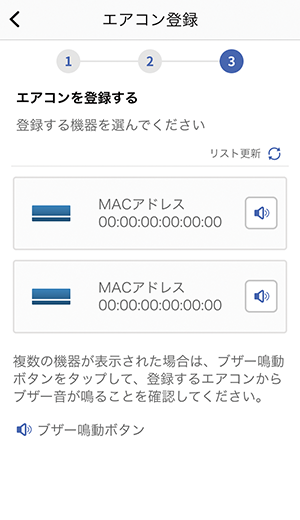 エアコン登録
1 2 3
エアコンを登録する
登録する機器を選んでください
リスト更新
MACアドレス
00:00:00:00:00:00
MACアドレス
00:00:00:00:00:00
複数の機器が表示された場合は、ブザー鳴動
ボタンをタップして、登録するエアコンから
ブザー音が鳴ることを確認してください。
ブザー鳴動ボタン